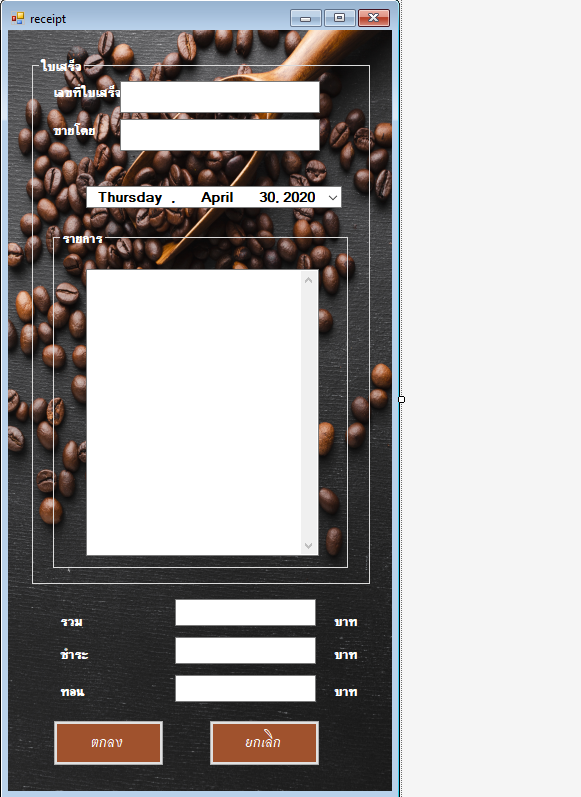 receipt
ใบเสร็จ
เลขที่ใบเสร็จ
ขายโดย
Thursday , April 30, 2020
รายการ
รวม บาท
ชำระ บาท
ทอน บาท
ตกลง ยกเลิก